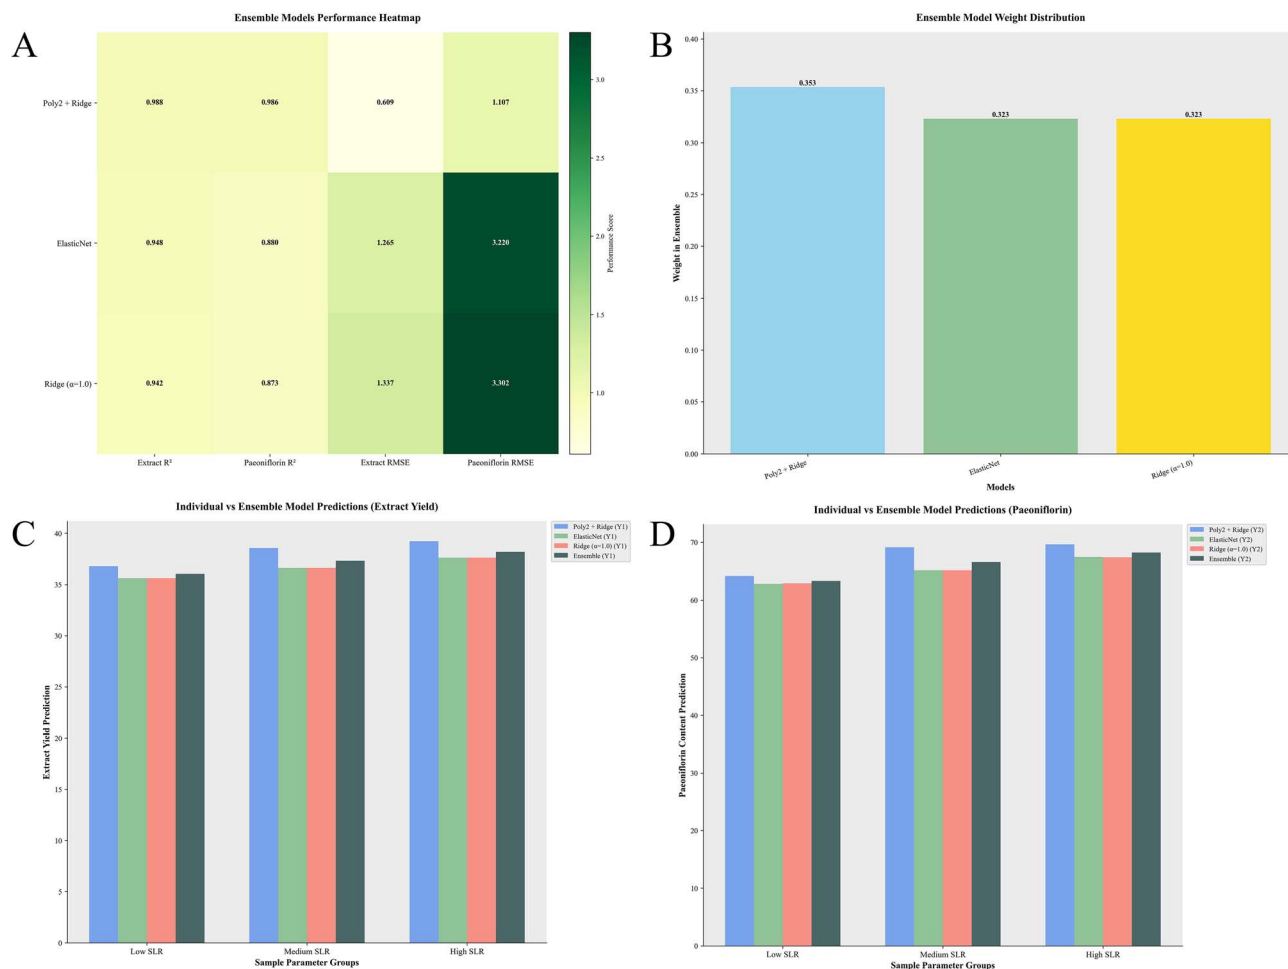 A
Ensemble Models Performance Heatmap
Poly2 + Ridge
0.988
0.986
0.609
1.107
ElasticNet
0.948
0.880
1.265
3.220
Ridge (α=1.0)
0.942
0.873
1.337
3.302
Extract R²
Paeoniflorin R²
Extract RMSE
Paeoniflorin RMSE
3.0
2.5
2.0
1.5
1.0
Performance Score
B
Ensemble Model Weight Distribution
0.40
0.35
0.30
0.25
0.20
0.15
0.10
0.05
0.00
Weight in Ensemble
0.353
0.323
0.323
Poly2 + Ridge
ElasticNet
Ridge (α=1.0)
Models
C
Individual vs Ensemble Model Predictions (Extract Yield)
40
35
30
25
20
15
10
5
0
Extract Yield Prediction
Low SLR
Medium SLR
High SLR
Sample Parameter Groups
Poly2 + Ridge (Y1)
ElasticNet (Y1)
Ridge (α=1.0) (Y1)
Ensemble (Y1)
D
Individual vs Ensemble Model Predictions (Paeoniflorin)
70
60
50
40
30
20
10
0
Paeoniflorin Content Prediction
Low SLR
Medium SLR
High SLR
Sample Parameter Groups
Poly2 + Ridge (Y2)
ElasticNet (Y2)
Ridge (α=1.0) (Y2)
Ensemble (Y2)